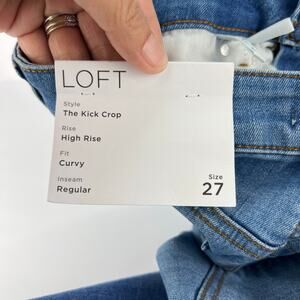 LOFT
Style
The Kick Crop
Rise
High Rise
Fit
Curvy
Inseam
Regular
Size
27